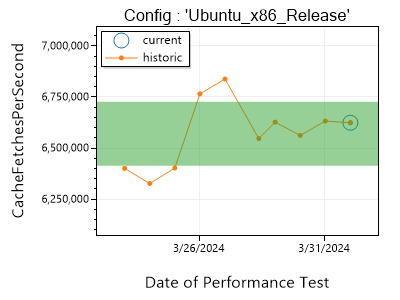 Config : 'Ubuntu_x86_Release'
current
historic
7,000,000
6,750,000
6,500,000
6,250,000
CacheFetchesPerSecond
3/26/2024
3/31/2024
Date of Performance Test